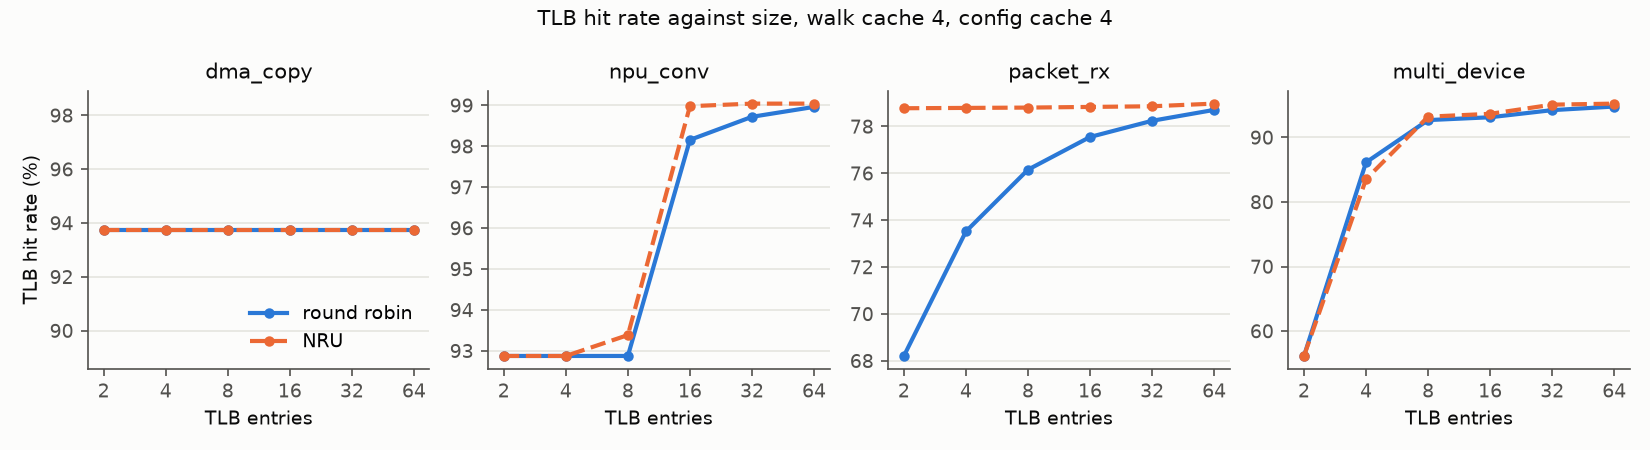 TLB hit rate against size, walk cache 4, config cache 4
dma_copy
TLB hit rate (%)
98
96
94
92
90
round robin
NRU
2 4 8 16 32 64
TLB entries
npu_conv
99
98
97
96
95
94
93
2 4 8 16 32 64
TLB entries
packet_rx
78
76
74
72
70
68
2 4 8 16 32 64
TLB entries
multi_device
90
80
70
60
2 4 8 16 32 64
TLB entries